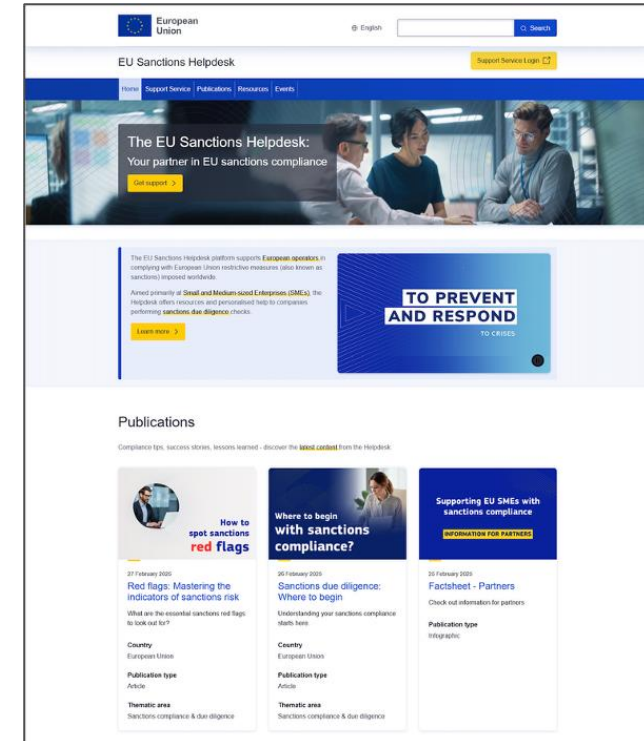 European
Union
English
Search
EU Sanctions Helpdesk
Support Service Login
Home
Support Service
Publications
Resources
Events
The EU Sanctions Helpdesk:
Your partner in EU sanctions compliance
Get support
The EU Sanctions Helpdesk platform supports European operators in
complying with European Union restrictive measures (also known as
sanctions) imposed worldwide.
Aimed primarily at Small and Medium-sized Enterprises (SMEs), the
Helpdesk offers resources and personalised help to companies
performing sanctions due diligence checks.
Learn more
TO PREVENT
AND RESPOND
TO CRISES
Publications
Compliance tips, success stories, lessons learned - discover the latest content from the Helpdesk
How to
spot sanctions
red flags
27 February 2025
Red flags: Mastering the
indicators of sanctions risk
What are the essential sanctions red flags
to look out for?
Country
European Union
Publication type
Article
Thematic area
Sanctions compliance & due diligence
Where to begin
with sanctions
compliance?
26 February 2025
Sanctions due diligence:
Where to begin
Understanding your sanctions compliance
starts here.
Country
European Union
Publication type
Article
Thematic area
Sanctions compliance & due diligence
Supporting EU SMEs with
sanctions compliance
INFORMATION FOR PARTNERS
25 February 2025
Factsheet - Partners
Check out information for partners
Publication type
Infographic